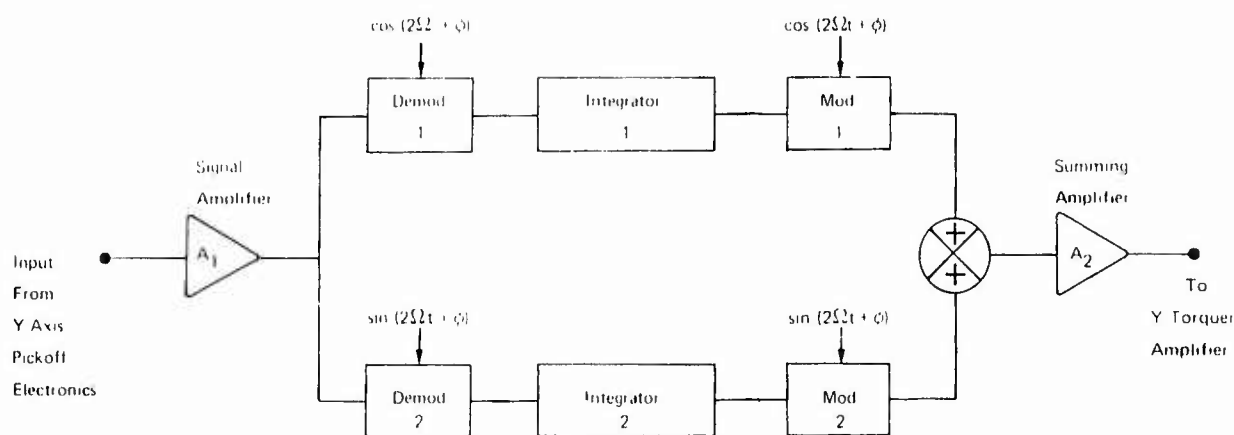 cos (2Ω + φ)
cos (2Ωt + φ)
Demod
1
Integrator
1
Mod
1
Signal
Amplifier
A1
Summing
Amplifier
A2
+
+
Input
From
Y Axis
Pickoff
Electronics
To
Y Torquer
Amplifier
sin (2Ωt + φ)
sin (2Ωt + φ)
Demod
2
Integrator
2
Mod
2